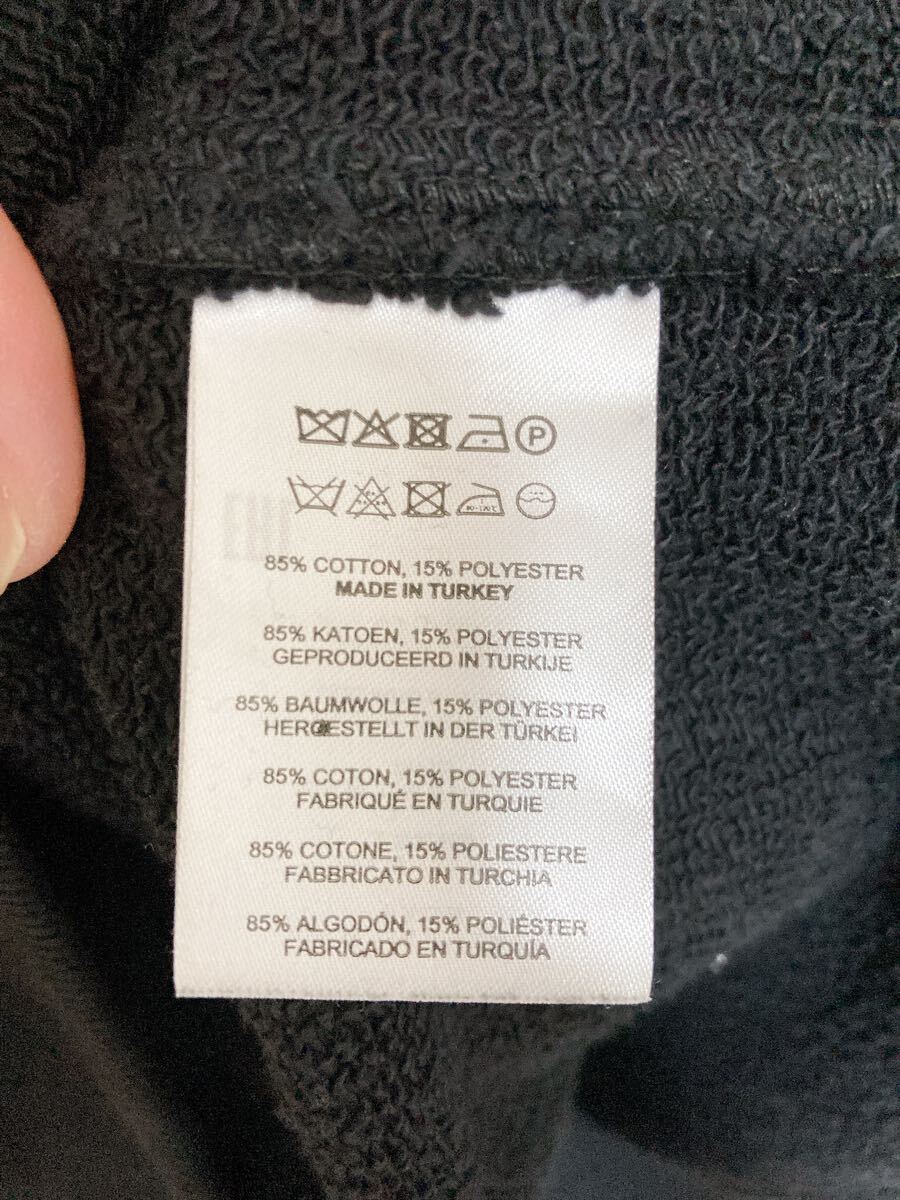 P
85% COTTON, 15% POLYESTER
MADE IN TURKEY
85% KATOEN, 15% POLYESTER
GEPRODUCEERD IN TURKIJE
85% BAUMWOLLE, 15% POLYESTER
HERGESTELLT IN DER TÜRKEI
85% COTON, 15% POLYESTER
FABRIQUÉ EN TURQUIE
85% COTONE, 15% POLIESTERE
FABBRICATO IN TURCHIA
85% ALGODÓN, 15% POLIÉSTER
FABRICADO EN TURQUÍA